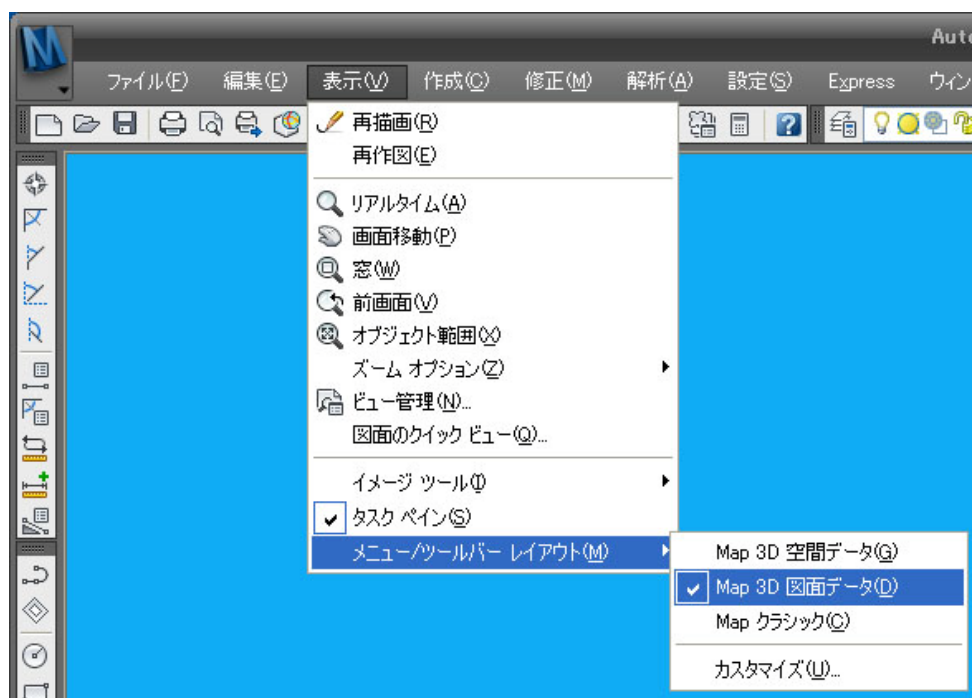 Auto
ファイル(F) 編集(E) 表示(V) 作成(C) 修正(M) 解析(A) 設定(S) Express ウィン
再描画(R)
再作図(E)
リアルタイム(A)
画面移動(P)
窓(W)
前画面(V)
オブジェクト範囲(X)
ズーム オプション(Z)
ビュー管理(N)...
図面のクイック ビュー(Q)...
イメージ ツール(I)
タスク ペイン(S)
メニュー/ツールバー レイアウト(M)
Map 3D 空間データ(G)
Map 3D 図面データ(D)
Map クラシック(C)
カスタマイズ(U)...